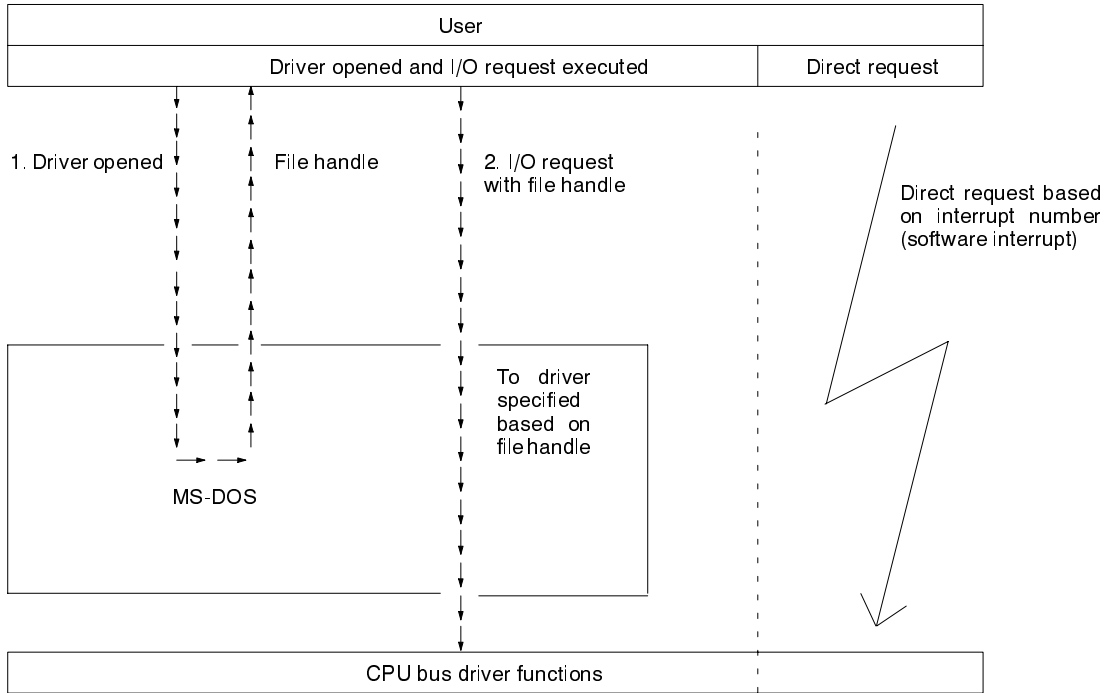 User
Driver opened and I/O request executed
Direct request
1. Driver opened
File handle
2. I/O request
with file handle
Direct request based
on interrupt number
(software interrupt)
To driver
specified
based on
file handle
MS-DOS
CPU bus driver functions